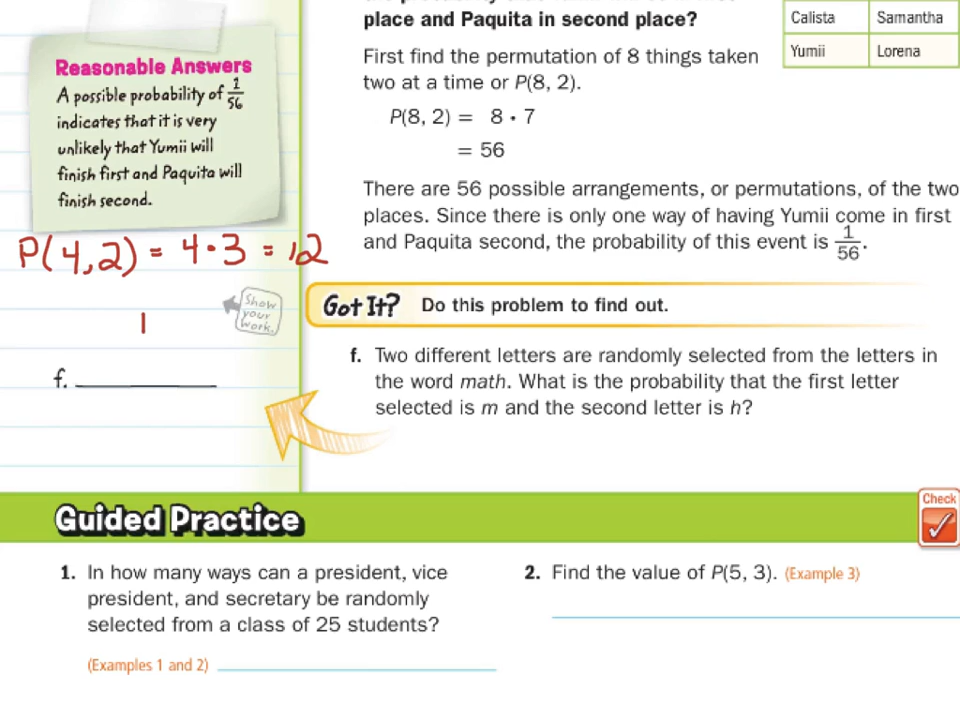 place and Paquita in second place?
Calista Samantha
Yumii Lorena
First find the permutation of 8 things taken
two at a time or P(8, 2).
P(8, 2) = 8 • 7
= 56
There are 56 possible arrangements, or permutations, of the two
places. Since there is only one way of having Yumii come in first
and Paquita second, the probability of this event is 1/56.
Reasonable Answers
A possible probability of 1/56
indicates that it is very
unlikely that Yumii will
finish first and Paquita will
finish second.
P(4,2) = 4•3 = 12
1
Show
your
work.
f.
Got It? Do this problem to find out.
f. Two different letters are randomly selected from the letters in
the word math. What is the probability that the first letter
selected is m and the second letter is h?
Guided Practice
Check
1. In how many ways can a president, vice
president, and secretary be randomly
selected from a class of 25 students?
(Examples 1 and 2)
2. Find the value of P(5, 3). (Example 3)